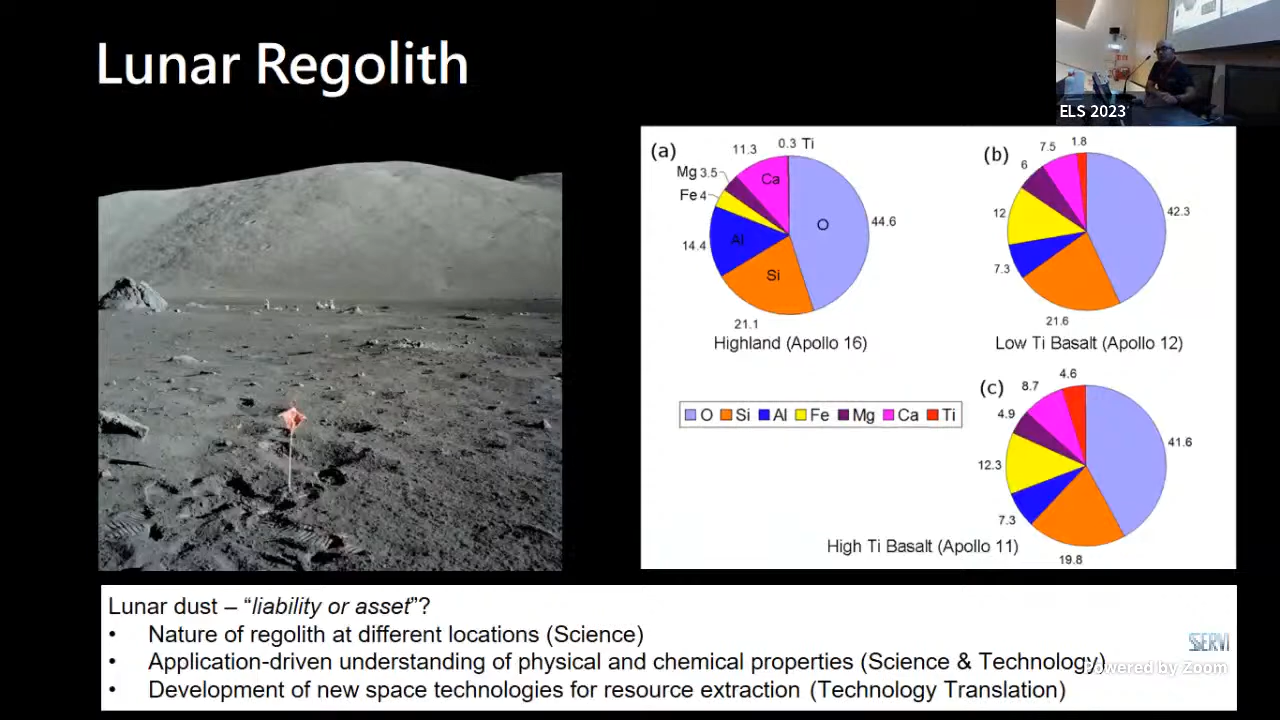 Lunar Regolith
ELS 2023
(a)
11.3
0.3 Ti
Mg 3.5
Fe 4
Ca
O
44.6
14.4
Al
Si
21.1
Highland (Apollo 16)
(b)
7.5
1.8
6
12
42.3
7.3
21.6
Low Ti Basalt (Apollo 12)
O Si Al Fe Mg Ca Ti
(c)
8.7
4.6
4.9
12.3
41.6
7.3
19.8
High Ti Basalt (Apollo 11)
Lunar dust – “liability or asset”?
• Nature of regolith at different locations (Science)
• Application-driven understanding of physical and chemical properties (Science & Technology)
• Development of new space technologies for resource extraction (Technology Translation)
SSERVI
Powered by Zoom